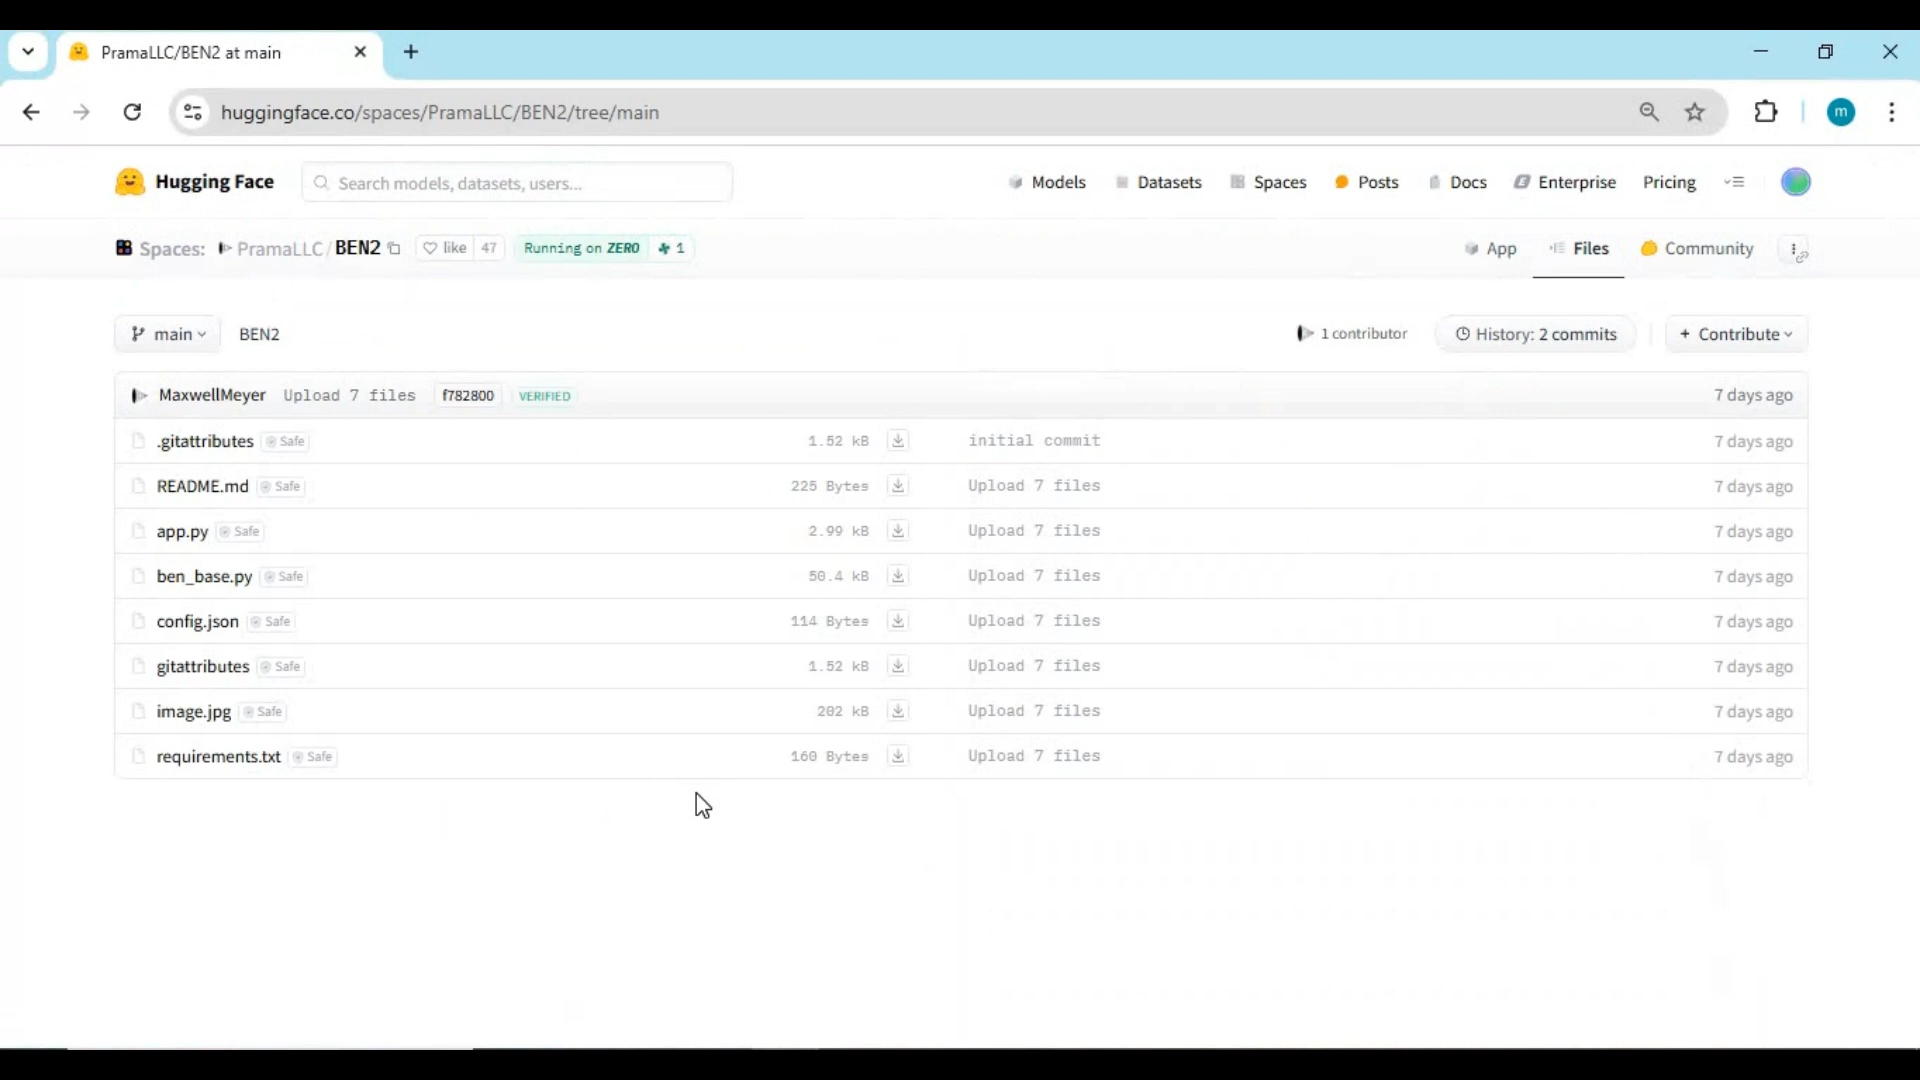 PramaLLC/BEN2 at main
huggingface.co/spaces/PramaLLC/BEN2/tree/main
m
Hugging Face
Search models, datasets, users...
Models
Datasets
Spaces
Posts
Docs
Enterprise
Pricing
Spaces: PramaLLC/BEN2 like 47 Running on ZERO 1
App
Files
Community
main BEN2
1 contributor
History: 2 commits
+ Contribute
MaxwellMeyer Upload 7 files f782800 VERIFIED 7 days ago
.gitattributes Safe 1.52 kB initial commit 7 days ago
README.md Safe 225 Bytes Upload 7 files 7 days ago
app.py Safe 2.99 kB Upload 7 files 7 days ago
ben_base.py Safe 50.4 kB Upload 7 files 7 days ago
config.json Safe 114 Bytes Upload 7 files 7 days ago
gitattributes Safe 1.52 kB Upload 7 files 7 days ago
image.jpg Safe 202 kB Upload 7 files 7 days ago
requirements.txt Safe 160 Bytes Upload 7 files 7 days ago